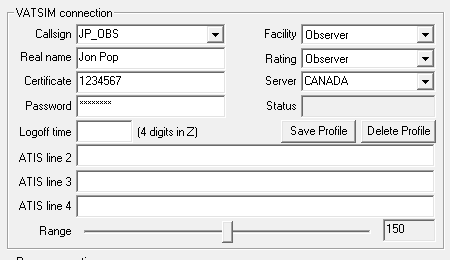 VATSIM connection
Callsign JP_OBS Facility Observer
Real name Jon Pop Rating Observer
Certificate 1234567 Server CANADA
Password ******** Status
Logoff time (4 digits in Z) Save Profile Delete Profile
ATIS line 2
ATIS line 3
ATIS line 4
Range 150